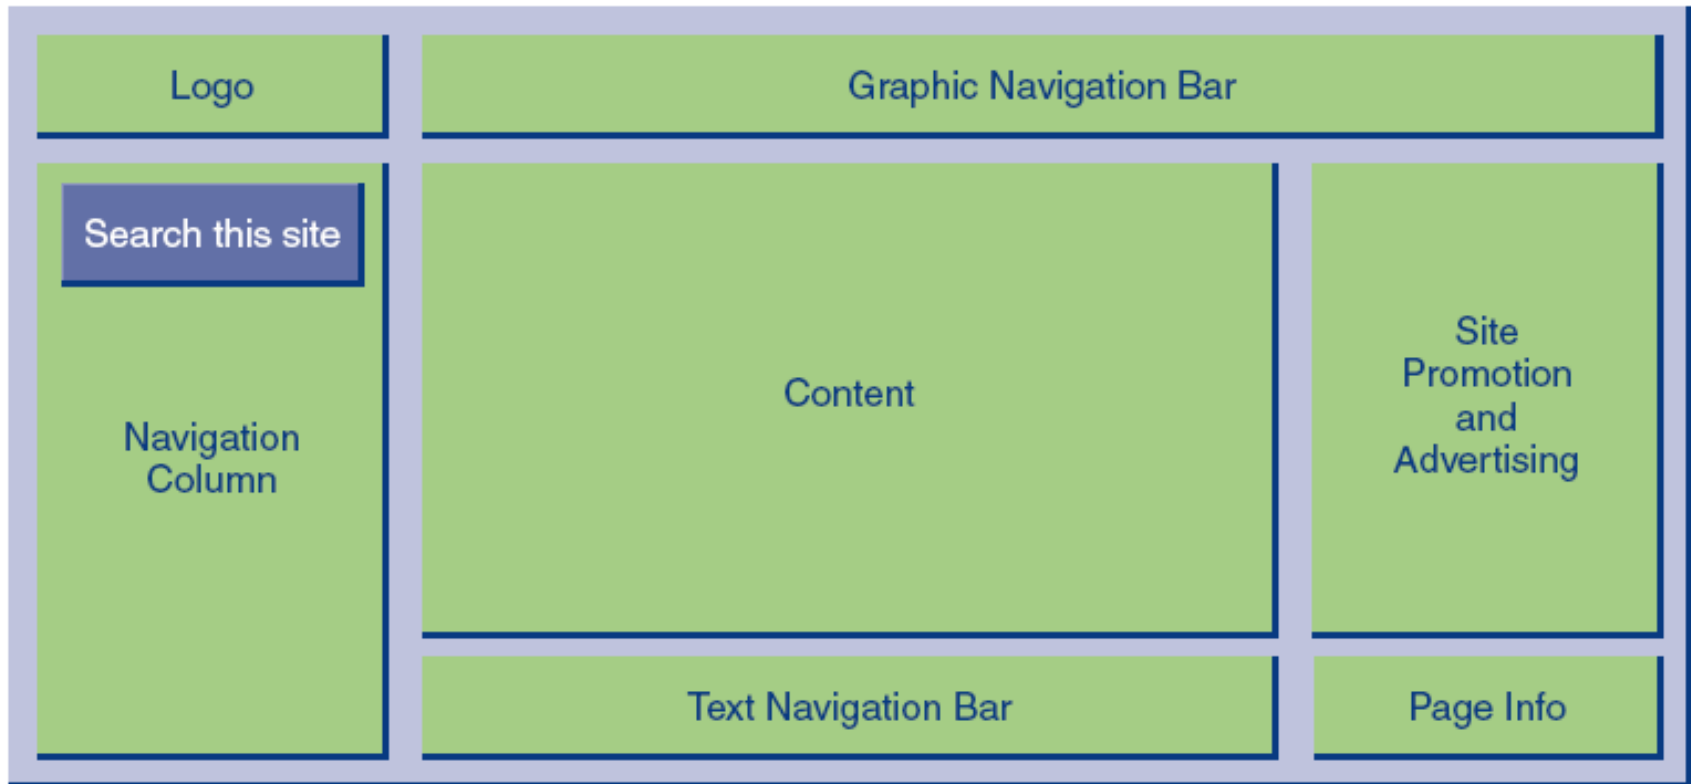 Logo
Graphic Navigation Bar
Search this site
Navigation
Column
Content
Site
Promotion
and
Advertising
Text Navigation Bar
Page Info